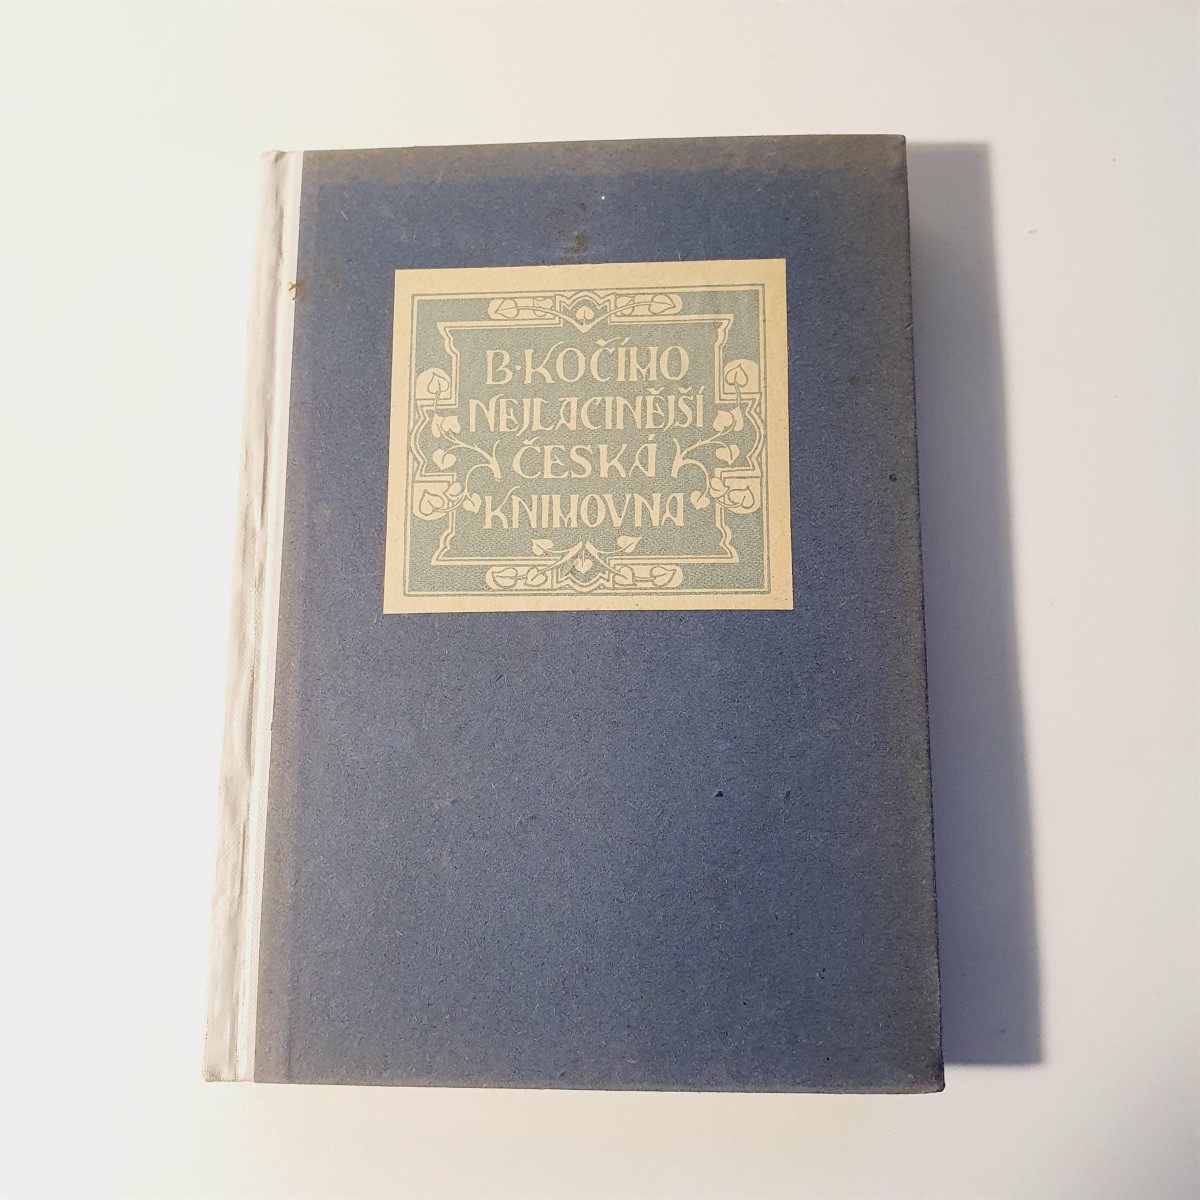 B·KOČÍHO
NEJLACINĚJŠÍ
ČESKÁ
KNIHOVNA